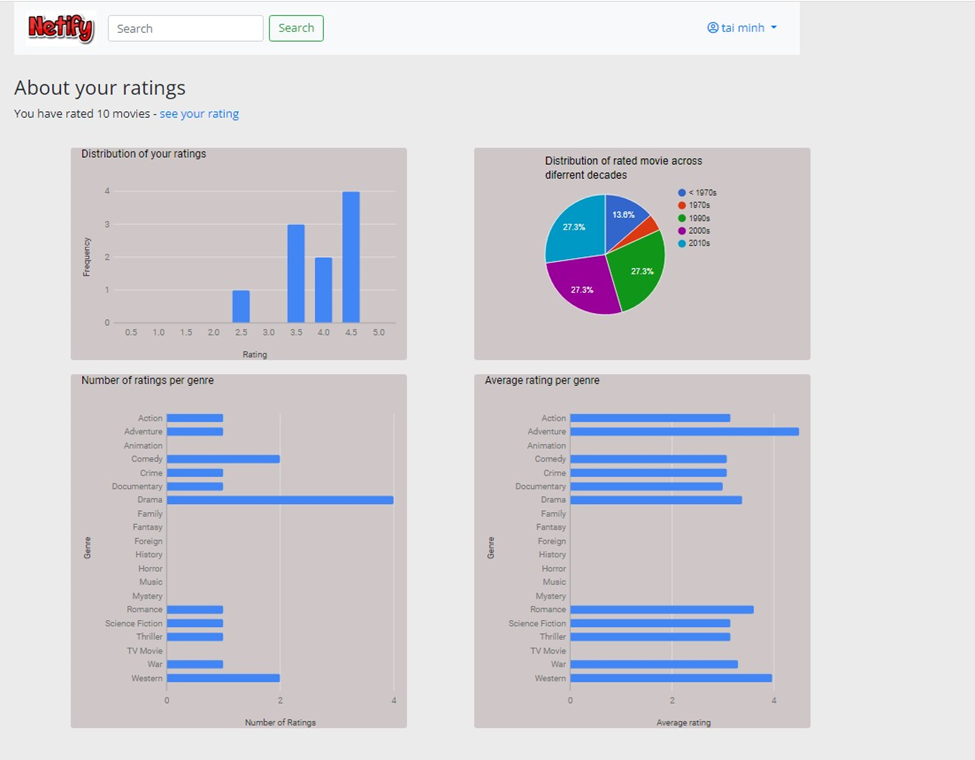 Netify
Search
Search
tai minh
About your ratings
You have rated 10 movies - see your rating
Distribution of your ratings
Frequency
4
3
2
1
0
0.5 1.0 1.5 2.0 2.5 3.0 3.5 4.0 4.5 5.0
Rating
Distribution of rated movie across
diferrent decades
13.6%
27.3%
27.3%
27.3%
< 1970s
1970s
1990s
2000s
2010s
Number of ratings per genre
Genre
Action
Adventure
Animation
Comedy
Crime
Documentary
Drama
Family
Fantasy
Foreign
History
Horror
Music
Mystery
Romance
Science Fiction
Thriller
TV Movie
War
Western
0 2 4
Number of Ratings
Average rating per genre
Genre
Action
Adventure
Animation
Comedy
Crime
Documentary
Drama
Family
Fantasy
Foreign
History
Horror
Music
Mystery
Romance
Science Fiction
Thriller
TV Movie
War
Western
0 2 4
Average rating